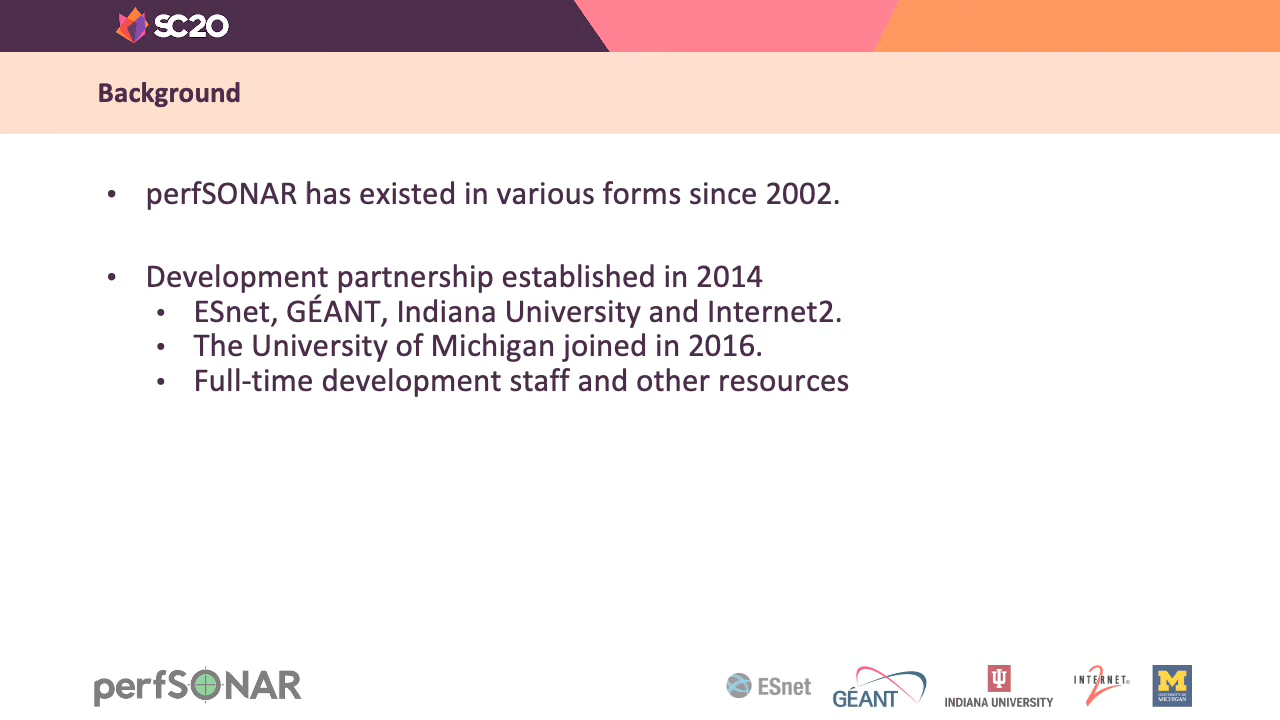 SC20
Background
• perfSONAR has existed in various forms since 2002.
• Development partnership established in 2014
• ESnet, GÉANT, Indiana University and Internet2.
• The University of Michigan joined in 2016.
• Full-time development staff and other resources
perfSONAR
ESnet
GÉANT
INDIANA UNIVERSITY
INTERNET®
2
M
UNIVERSITY OF
MICHIGAN